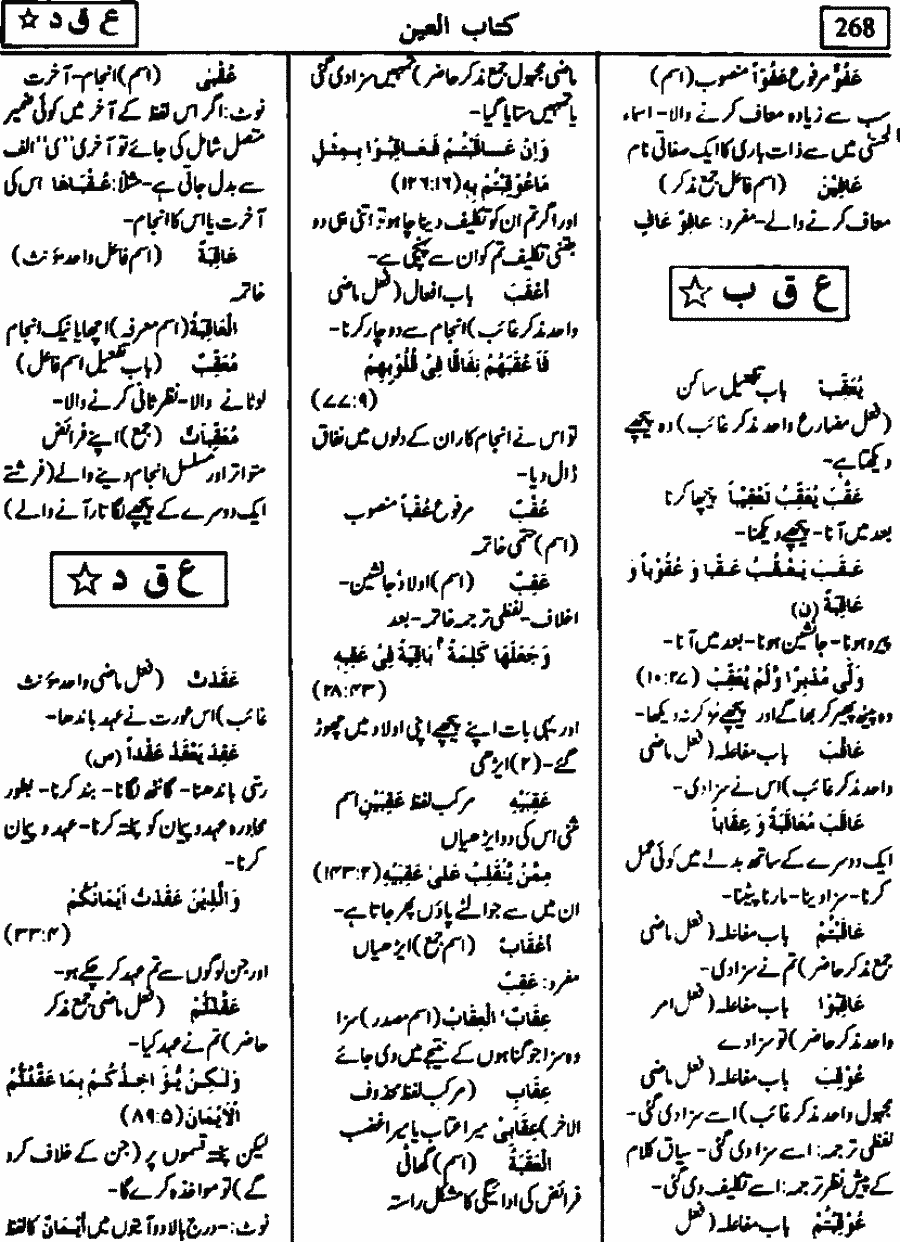 268
كتاب العين
ع ق د ☆
عَفُوٌّ مرفوع عَفُوّاً منصوب (اسم)
سب سے زیادہ معاف کرنے والا۔ اسماء
الحسنٰی میں سے ذات باری کا ایک صفاتی نام
عَافِیْنَ (اسم فاعل جمع مذکر)
معاف کرنے والے۔ مفرد: عافِوٌ عَافٍ
ع ق ب ☆
یُعَقِّبْ باب تفعیل ساکن
(فعل مضارع واحد مذکر غائب) وہ پیچھے
دیکھتا ہے۔
عَقَّبَ یُعَقِّبُ تَعْقِیْباً پیچھا کرنا
بعد میں آنا۔ پیچھے دیکھنا۔
عَقَبَ یَعْقُبُ عَقْبا وَ عُقُوْباً وَ
عَاقِبَةً (ن)
پیرو ہونا۔ جانشین ہونا۔ بعد میں آنا۔
وَلّٰی مُدْبِرًا وَّلَمْ یُعَقِّبْ (۱۰:۲۷)
وہ پیٹھ پھیر کر بھاگے اور پیچھے مڑ کر نہ دیکھا۔
عَاقَبَ باب مفاعلہ (فعل ماضی
واحد مذکر غائب) اس نے سزا دی۔
عَاقَبَ مُعَاقَبَةً وَ عِقَاباً
ایک دوسرے کے ساتھ بدلے میں کوئی عمل
کرنا۔ سزا دینا۔ مارنا پیٹنا۔
عَاقَبْتُمْ باب مفاعلہ (فعل ماضی
جمع مذکر حاضر) تم نے سزا دی۔
عَاقِبُوْا باب مفاعلہ (فعل امر
واحد مذکر حاضر) تو سزا دے
عُوْقِبَ باب مفاعلہ (فعل ماضی
مجہول واحد مذکر غائب) اسے سزا دی گئی۔
لفظی ترجمہ: اسے سزا دی گئی۔ سیاق کلام
کے پیش نظر ترجمہ: اسے تکلیف دی گئی۔
عُوْقِبْتُمْ باب مفاعلہ (فعل
ماضی مجہول جمع مذکر حاضر) تمہیں سزا دی گئی
یا تمہیں ستایا گیا۔
وَاِنْ عَاقَبْتُمْ فَعَاقِبُوْا بِمِثْلِ
مَاعُوْقِبْتُمْ بِهٖ (۱۲۶:۱۶)
اور اگر تم ان کو تکلیف دینا چاہو تو اتنی ہی دو
جتنی تکلیف تم کو ان سے پہنچی ہے۔
اَعْقَبَ باب افعال (فعل ماضی
واحد مذکر غائب) انجام سے دوچار کرنا۔
فَاَعْقَبَهُمْ نِفَاقًا فِیْ قُلُوْبِهِمْ
(۷۷:۹)
تو اس نے انجام کار ان کے دلوں میں نفاق
ڈال دیا۔
عُقْبٌ مرفوع عُقْباً منصوب
(اسم) حتمی خاتمہ
عَقِبٌ (اسم) اولاد جانشین۔
اخلاف۔ لفظی ترجمہ خاتمہ۔ بعد
وَجَعَلَهَا كَلِمَةً ۢ بَاقِيَةً فِیْ عَقِبِهٖ
(۲۸:۴۳)
اور یہی بات اپنے پیچھے اپنی اولاد میں چھوڑ
گئے۔ (۲) ایڑھی
عَقِبَیْهِ مرکب لفظ عَقِبَیْنِ اسم
مثنی اس کی دو ایڑھیاں
مِمَّنْ یَّنْقَلِبُ عَلٰی عَقِبَیْهِ (۱۴۳:۲)
ان میں سے جو الٹے پاؤں پھر جاتا ہے۔
اَعْقَابٌ (اسم جمع) ایڑھیاں
مفرد: عَقِبٌ
عِقَابٌ' الْعِقَابُ (اسم مصدر) سزا
وہ سزا جو گناہوں کے نتیجے میں دی جائے
عِقَابِ (مرکب لفظ محذوف
الآخر) عِقَابِیْ میرا عتاب یا میرا غضب
الْعَقَبَةُ (اسم) گھاٹی
فرائض کی ادائیگی کا مشکل راستہ
عُقْبٰی (اسم) انجام۔ آخرت
نوٹ: اگر اس لفظ کے آخر میں کوئی ضمیر
متصل شامل کی جائے تو آخری "ی" الف
سے بدل جاتی ہے۔ مثلاً: عُقْبَاهَا اس کی
آخرت یا اس کا انجام۔
عَاقِبَةٌ (اسم فاعل واحد مؤنث)
خاتمہ
الْعَاقِبَةُ (اسم معرفہ) اچھا یا نیک انجام
مُعَقِّبٌ (باب تفعیل اسم فاعل)
لوٹانے والا۔ نظر ثانی کرنے والا۔
مُعَقِّبَاتٌ (جمع) اپنے فرائض
متواتر اور مسلسل انجام دینے والے (فرشتے
ایک دوسرے کے پیچھے لگاتار آنے والے)
ع ق د ☆
عَقَدَتْ (فعل ماضی واحد مؤنث
غائب) اس عورت نے عہد باندھا۔
عَقَدَ یَعْقِدُ عَقْداً (ض)
رسّی باندھنا۔ گانٹھ لگانا۔ بند کرنا۔ بطور
محاورہ عہد و پیمان کو پختہ کرنا۔ عہد و پیمان
کرنا۔
وَالَّذِیْنَ عَقَدَتْ اَیْمَانُكُمْ
(۳۳:۴)
اور جن لوگوں سے تم عہد کر چکے ہو۔
عَقَّدْتُّمْ (فعل ماضی جمع مذکر
حاضر) تم نے عہد کیا۔
وَلٰكِنْ یُّؤَاخِذُكُمْ بِمَا عَقَّدْتُّمُ
الْاَیْمَانَ (۸۹:۵)
لیکن پختہ قسموں پر (جن کے خلاف کرو
گے) تو مواخذہ کرے گا۔
نوٹ:۔ درج بالا دو آیتوں میں اَیْمَانٌ کا لفظ